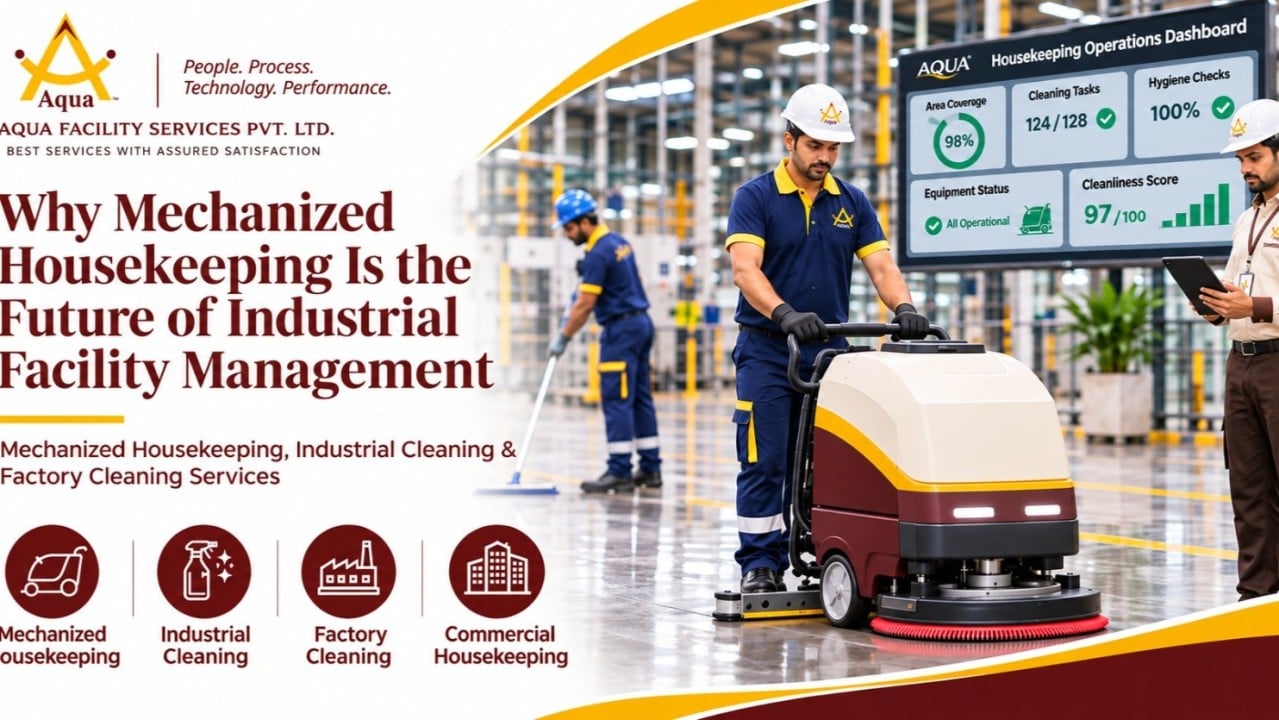 Aqua
People. Process.
Technology. Performance.
AQUA FACILITY SERVICES PVT. LTD.
BEST SERVICES WITH ASSURED SATISFACTION
Why Mechanized
Housekeeping Is the
Future of Industrial
Facility Management
Mechanized Housekeeping, Industrial Cleaning &
Factory Cleaning Services
Mechanized
ousekeeping
Industrial
Cleaning
Factory
Cleaning
Commercial
Housekeeping
AQUA
Housekeeping Operations Dashboard
Area Coverage
98%
Cleaning Tasks
124 / 128
Hygiene Checks
100%
Equipment Status
All Operational
Cleanliness Score
97 / 100